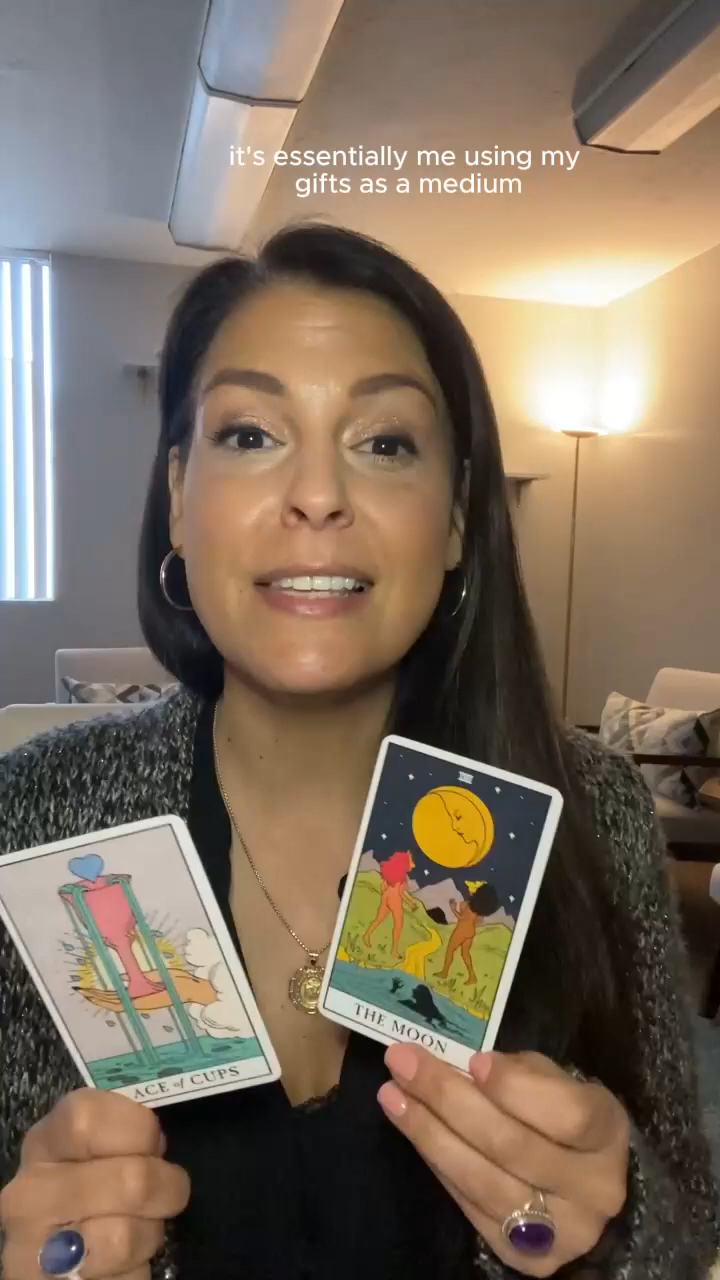 it's essentially me using my
gifts as a medium
ACE of CUPS
THE MOON